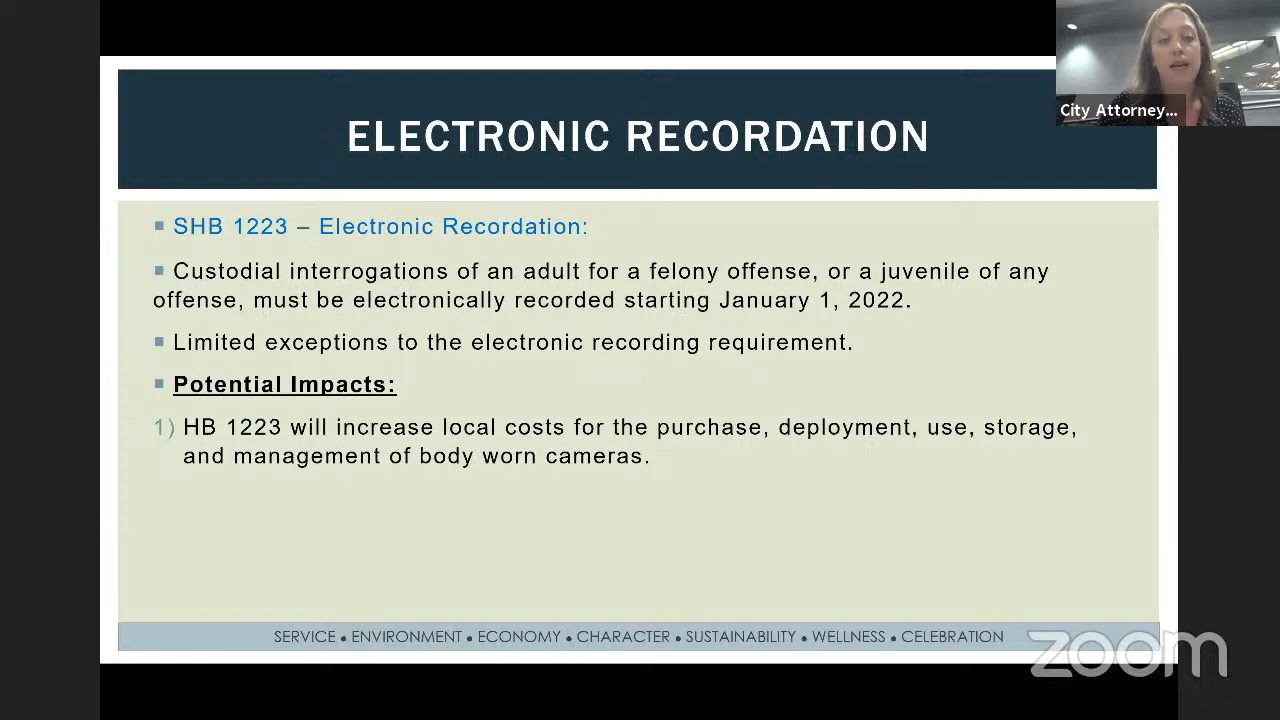 City Attorney...
ELECTRONIC RECORDATION
SHB 1223 – Electronic Recordation:
Custodial interrogations of an adult for a felony offense, or a juvenile of any
offense, must be electronically recorded starting January 1, 2022.
Limited exceptions to the electronic recording requirement.
Potential Impacts:
1) HB 1223 will increase local costs for the purchase, deployment, use, storage,
and management of body worn cameras.
SERVICE • ENVIRONMENT • ECONOMY • CHARACTER • SUSTAINABILITY • WELLNESS • CELEBRATION
zoom